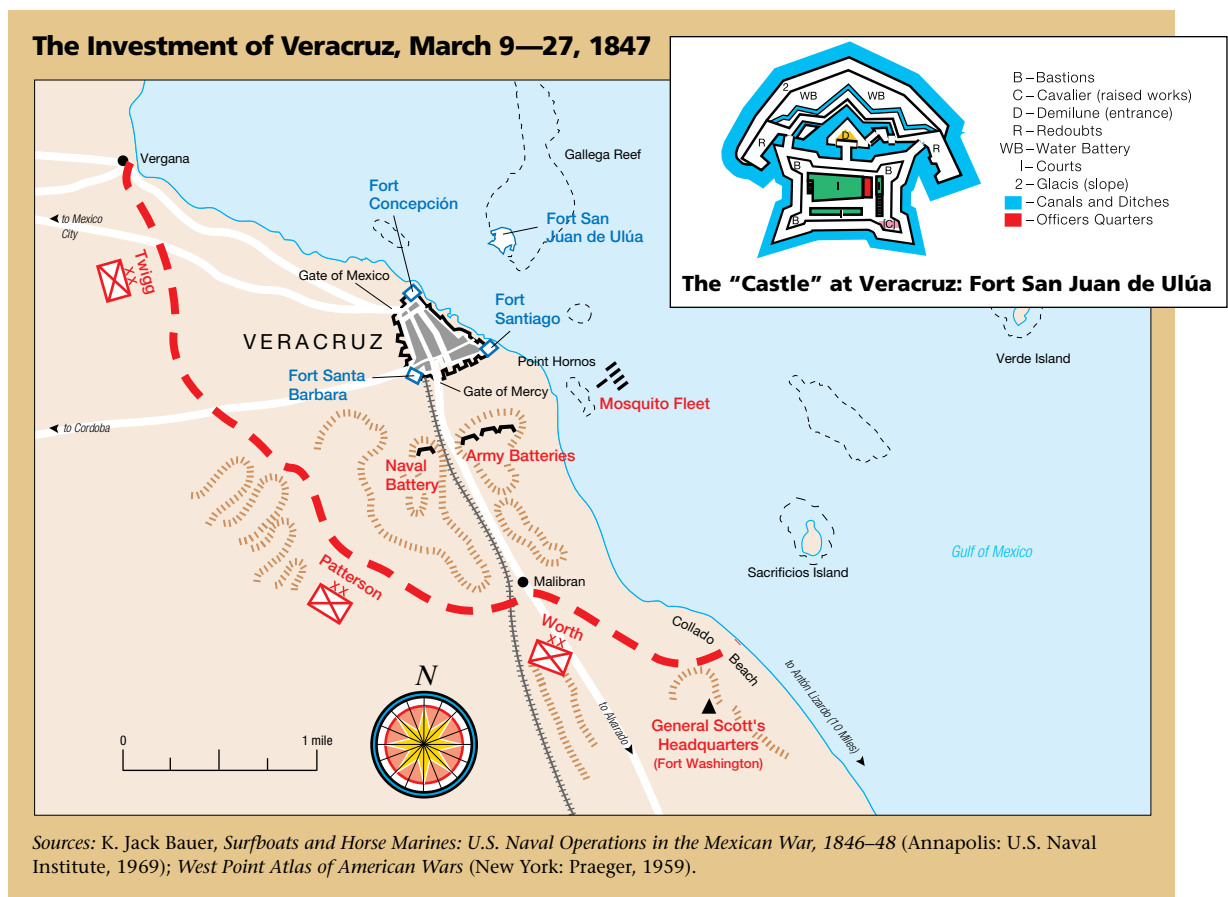 The Investment of Veracruz, March 9—27, 1847
B – Bastions
C – Cavalier (raised works)
D – Demilune (entrance)
R – Redoubts
WB – Water Battery
I – Courts
2 – Glacis (slope)
– Canals and Ditches
– Officers Quarters
2
WB
WB
D
R
R
B
B
I
I
I
B
(C)
The “Castle” at Veracruz: Fort San Juan de Ulúa
Vergana
Gallega Reef
Fort
Concepción
Fort San
Juan de Ulúa
to Mexico
City
Twigg
XX
Gate of Mexico
Fort
Santiago
VERACRUZ
Point Hornos
Verde Island
Fort Santa
Barbara
Gate of Mercy
Mosquito Fleet
to Cordoba
Naval
Battery
Army Batteries
Gulf of Mexico
Sacrificios Island
Patterson
XX
Malibran
Worth
XX
Collado
Beach
N
to Antón Lizardo (10 Miles)
to Alvarado
General Scott's
Headquarters
(Fort Washington)
0
1 mile
Sources: K. Jack Bauer, Surfboats and Horse Marines: U.S. Naval Operations in the Mexican War, 1846–48 (Annapolis: U.S. Naval
Institute, 1969); West Point Atlas of American Wars (New York: Praeger, 1959).